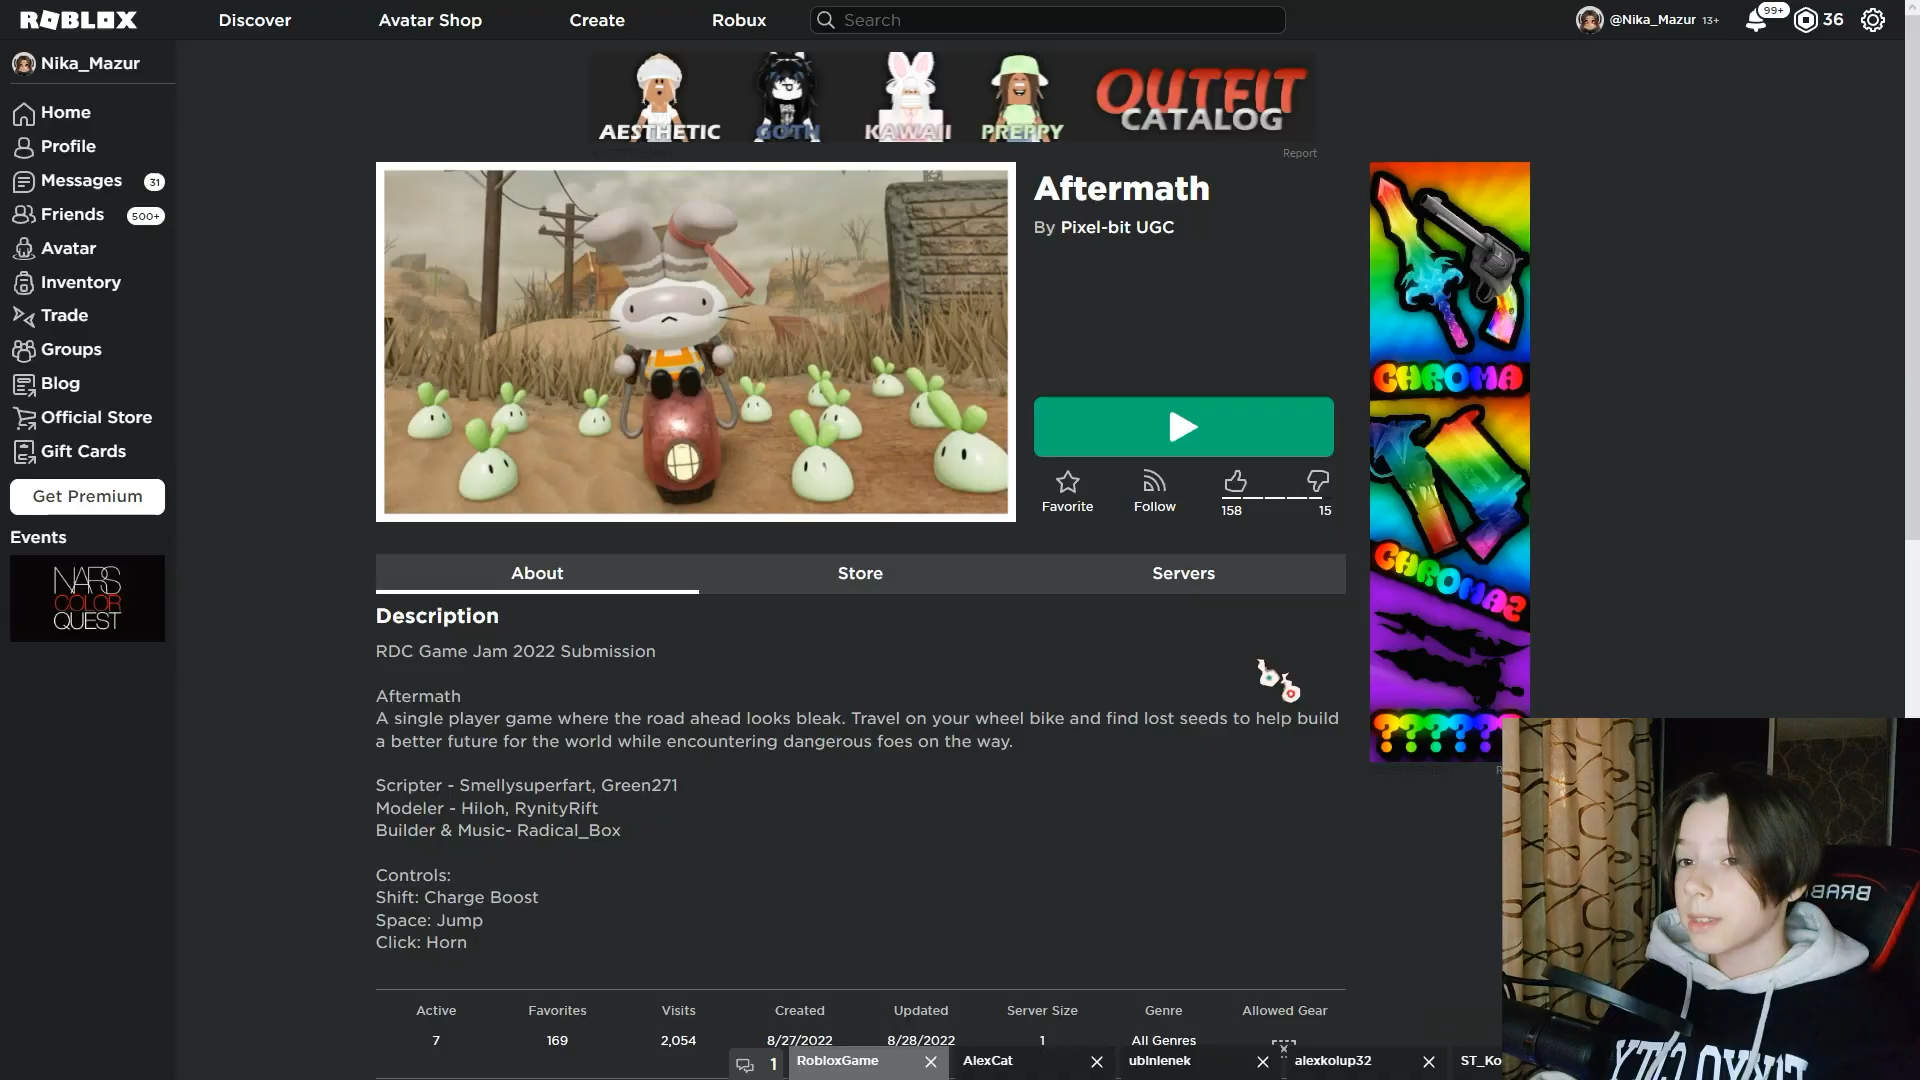 ROBLOX
Discover
Avatar Shop
Create
Robux
Search
@Nika_Mazur 13+
99+
36
Nika_Mazur
Home
Profile
Messages 31
Friends 500+
Avatar
Inventory
Trade
Groups
Blog
Official Store
Gift Cards
Get Premium
Events
NARS
COLOR
QUEST
AESTHETIC
GOTH
KAWAII
PREPPY
OUTFIT
CATALOG
Report
Aftermath
By Pixel-bit UGC
Favorite
Follow
158
15
CHROMA
CHROMAS
?????
About
Store
Servers
Description
RDC Game Jam 2022 Submission
Aftermath
A single player game where the road ahead looks bleak. Travel on your wheel bike and find lost seeds to help build
a better future for the world while encountering dangerous foes on the way.
Scripter - Smellysuperfart, Green271
Modeler - Hiloh, RynityRift
Builder & Music- Radical_Box
Controls:
Shift: Charge Boost
Space: Jump
Click: Horn
Active
Favorites
Visits
Created
Updated
Server Size
Genre
Allowed Gear
7
169
2,054
8/27/2022
8/28/2022
1
All Genres
1
RobloxGame
AlexCat
ubinlenek
alexkolup32
ST_Ko
BRAB